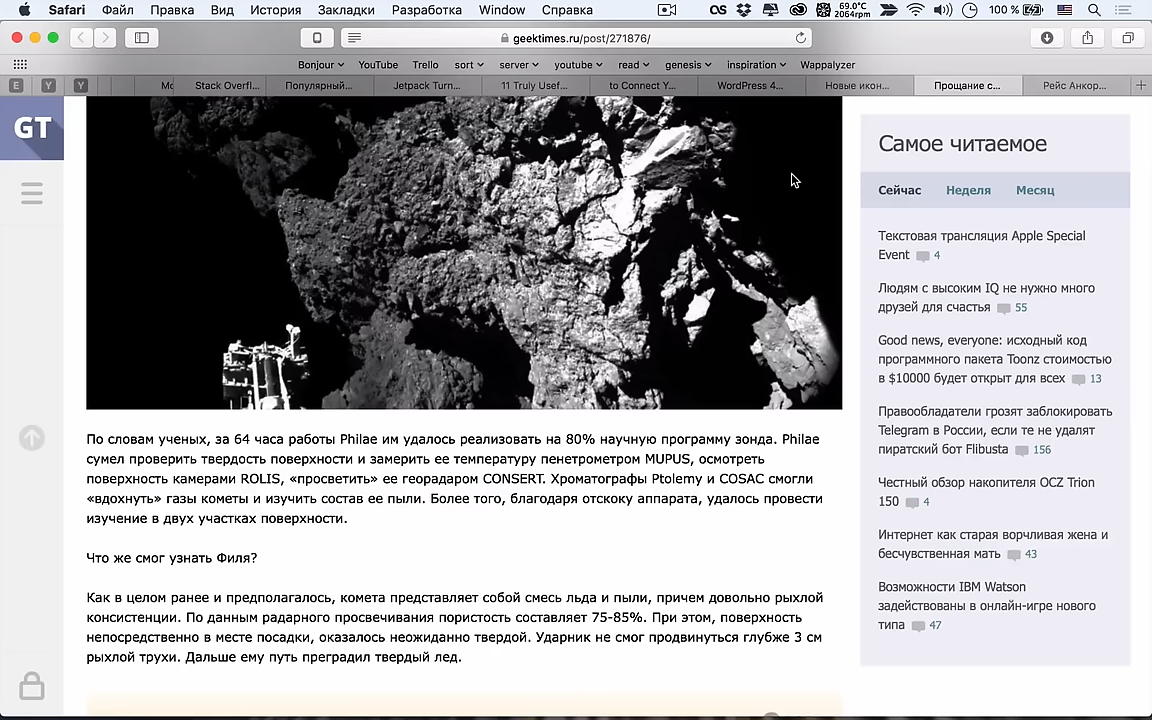 Safari Файл Правка Вид История Закладки Разработка Window Справка 69.0°C 2064rpm 100 %
geektimes.ru/post/271876/
Bonjour YouTube Trello sort server youtube read genesis inspiration Wappalyzer
E Y Y Мс Stack Overfl... Популярный... Jetpack Turn... 11 Truly Usef... to Connect Y... WordPress 4... Новые икон... Прощание с... Рейс Анкор...
GT
По словам ученых, за 64 часа работы Philae им удалось реализовать на 80% научную программу зонда. Philae
сумел проверить твердость поверхности и замерить ее температуру пенетрометром MUPUS, осмотреть
поверхность камерами ROLIS, «просветить» ее георадаром CONSERT. Хроматографы Ptolemy и COSAC смогли
«вдохнуть» газы кометы и изучить состав ее пыли. Более того, благодаря отскоку аппарата, удалось провести
изучение в двух участках поверхности.
Что же смог узнать Филя?
Как в целом ранее и предполагалось, комета представляет собой смесь льда и пыли, причем довольно рыхлой
консистенции. По данным радарного просвечивания пористость составляет 75-85%. При этом, поверхность
непосредственно в месте посадки, оказалось неожиданно твердой. Ударник не смог продвинуться глубже 3 см
рыхлой трухи. Дальше ему путь преградил твердый лед.
Самое читаемое
Сейчас Неделя Месяц
Текстовая трансляция Apple Special
Event 4
Людям с высоким IQ не нужно много
друзей для счастья 55
Good news, everyone: исходный код
программного пакета Toonz стоимостью
в $10000 будет открыт для всех 13
Правообладатели грозят заблокировать
Telegram в России, если те не удалят
пиратский бот Flibusta 156
Честный обзор накопителя OCZ Trion
150 4
Интернет как старая ворчливая жена и
бесчувственная мать 43
Возможности IBM Watson
задействованы в онлайн-игре нового
типа 47